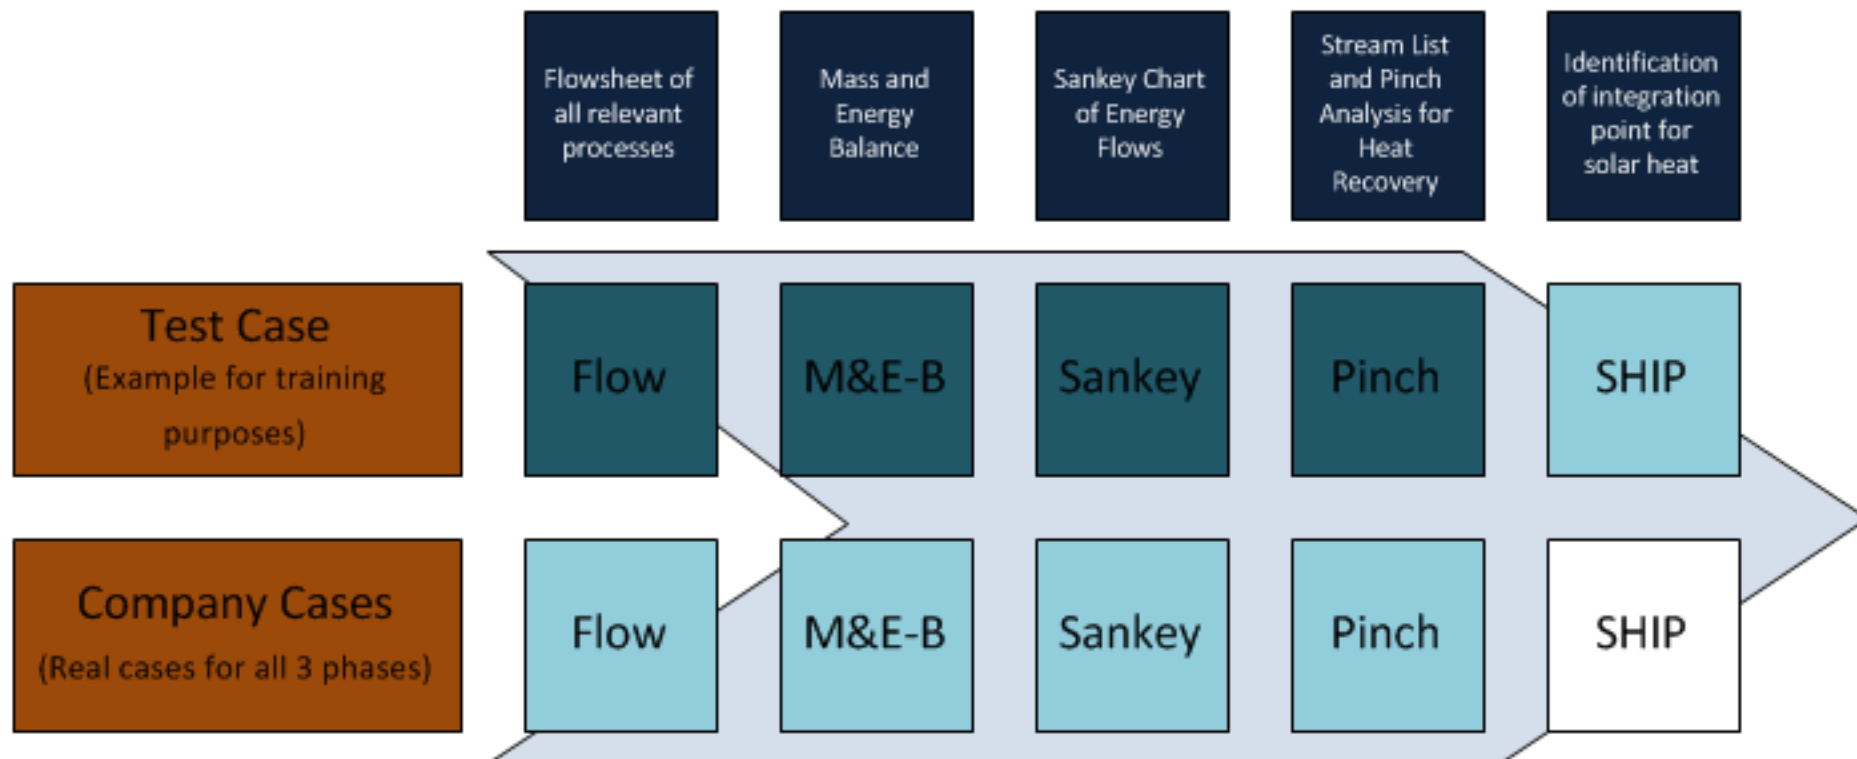 Flowsheet of
all relevant
processes
Mass and
Energy
Balance
Sankey Chart
of Energy
Flows
Stream List
and Pinch
Analysis for
Heat
Recovery
Identification
of integration
point for
solar heat
Test Case
(Example for training
purposes)
Flow
M&E-B
Sankey
Pinch
SHIP
Company Cases
(Real cases for all 3 phases)
Flow
M&E-B
Sankey
Pinch
SHIP